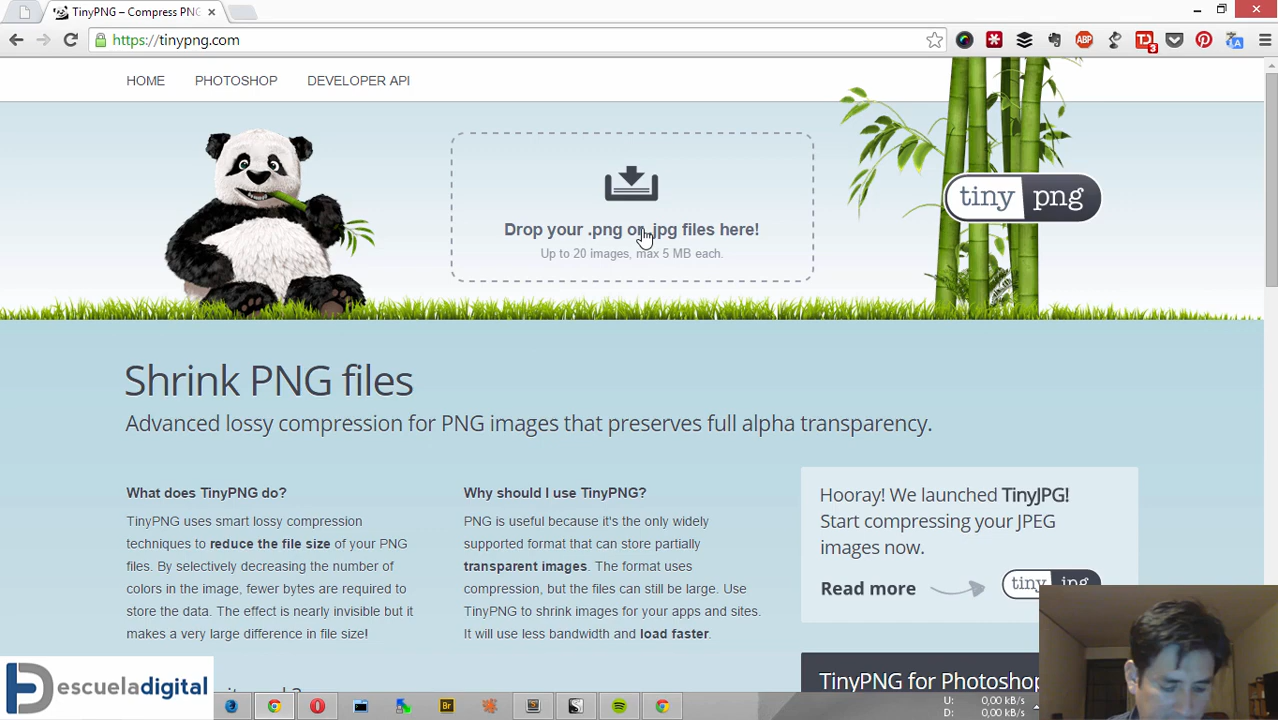 TinyPNG – Compress PNG
https://tinypng.com
ABP
3
HOME PHOTOSHOP DEVELOPER API
Drop your .png or .jpg files here!
Up to 20 images, max 5 MB each.
tiny png
Shrink PNG files
Advanced lossy compression for PNG images that preserves full alpha transparency.
What does TinyPNG do?
TinyPNG uses smart lossy compression
techniques to reduce the file size of your PNG
files. By selectively decreasing the number of
colors in the image, fewer bytes are required to
store the data. The effect is nearly invisible but it
makes a very large difference in file size!
Why should I use TinyPNG?
PNG is useful because it's the only widely
supported format that can store partially
transparent images. The format uses
compression, but the files can still be large. Use
TinyPNG to shrink images for your apps and sites.
It will use less bandwidth and load faster.
Hooray! We launched TinyJPG!
Start compressing your JPEG
images now.
Read more
tiny jpg
TinyPNG for Photoshop
escueladigital
Br
U: 0,00 kB/s
D: 0,00 kB/s